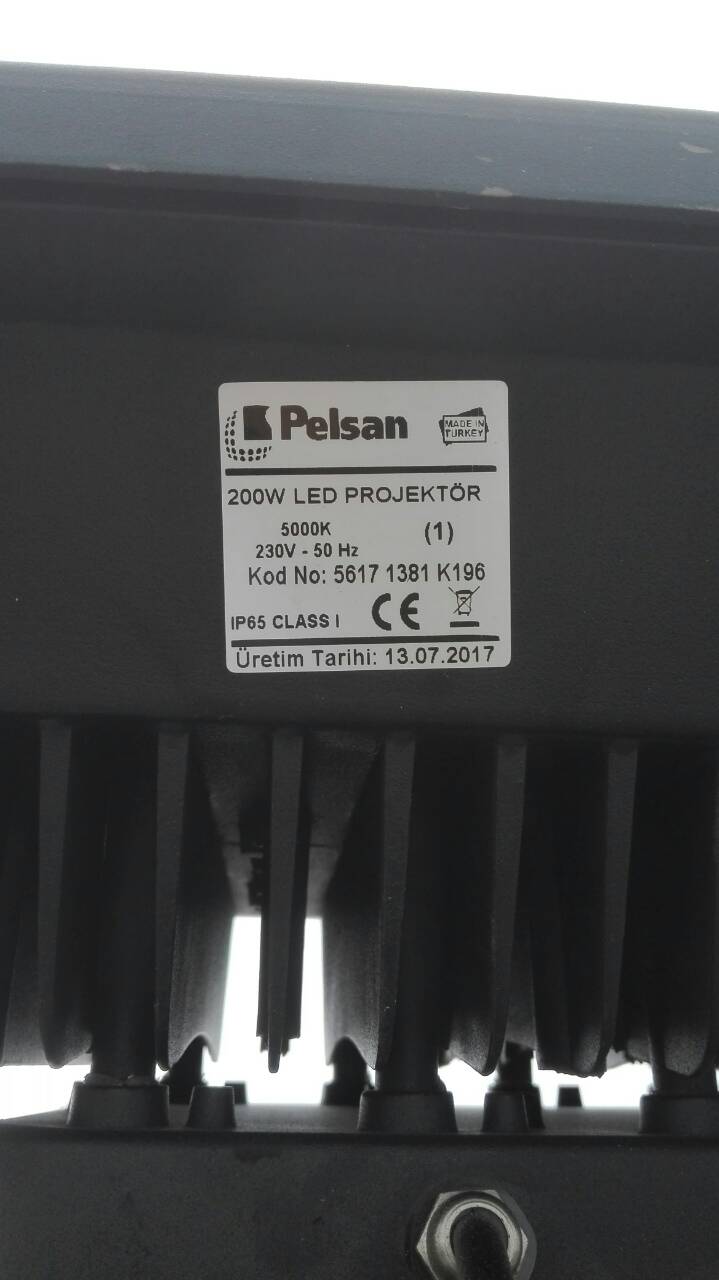 Pelsan
MADE IN
TURKEY
200W LED PROJEKTÖR
5000K (1)
230V - 50 Hz
Kod No: 5617 1381 K196
IP65 CLASS I CE
Üretim Tarihi: 13.07.2017